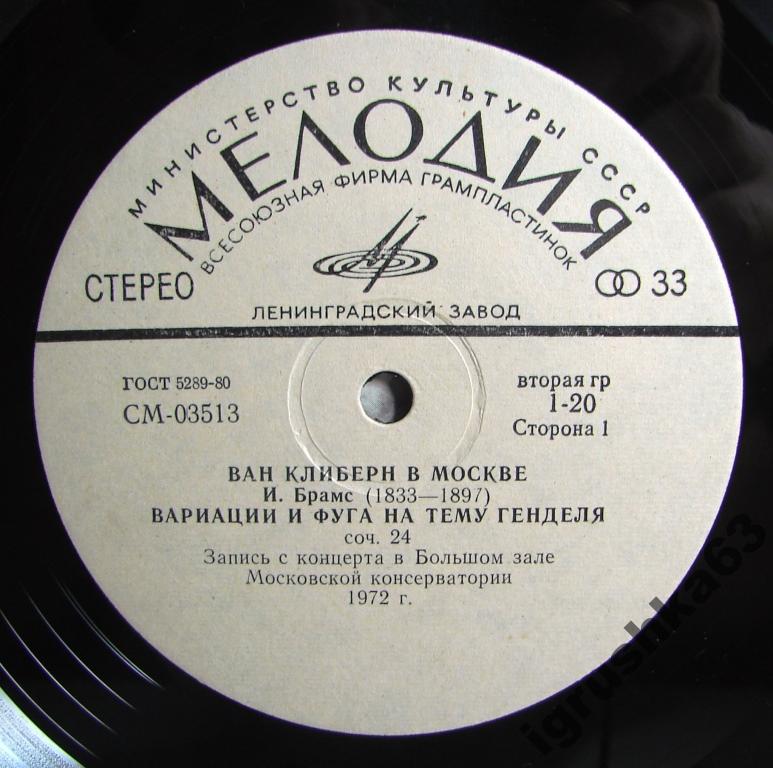 МИНИСТЕРСТВО КУЛЬТУРЫ СССР
МЕЛОДИЯ
ВСЕСОЮЗНАЯ ФИРМА ГРАМПЛАСТИНОК
СТЕРЕО
33
ЛЕНИНГРАДСКИЙ ЗАВОД
ГОСТ 5289-80
СМ-03513
вторая гр
1-20
Сторона 1
ВАН КЛИБЕРН В МОСКВЕ
И. Брамс (1833—1897)
ВАРИАЦИИ И ФУГА НА ТЕМУ ГЕНДЕЛЯ
соч. 24
Запись с концерта в Большом зале
Московской консерватории
1972 г.
igrushka63